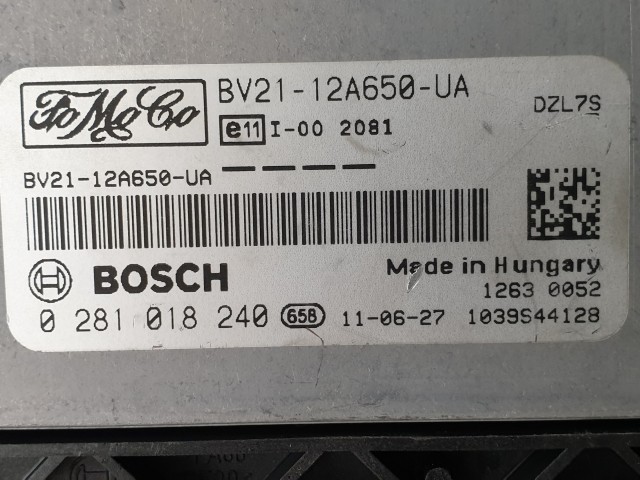 FoMoCo
BV21-12A650-UA
DZL7S
e11 I-00 2081
BV21-12A650-UA
BOSCH
Made in Hungary
1263 0052
0 281 018 240 658 11-06-27 1039S44128